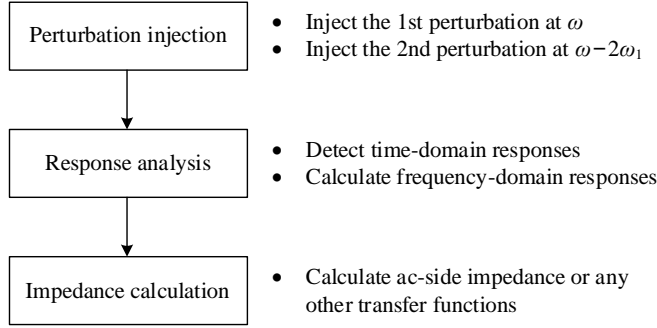 Perturbation injection
• Inject the 1st perturbation at ω
• Inject the 2nd perturbation at ω−2ω₁
Response analysis
• Detect time-domain responses
• Calculate frequency-domain responses
Impedance calculation
• Calculate ac-side impedance or any
other transfer functions